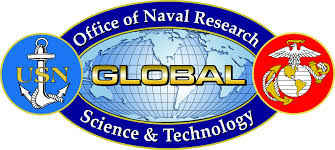 Office of Naval Research
USN
GLOBAL
Science & Technology